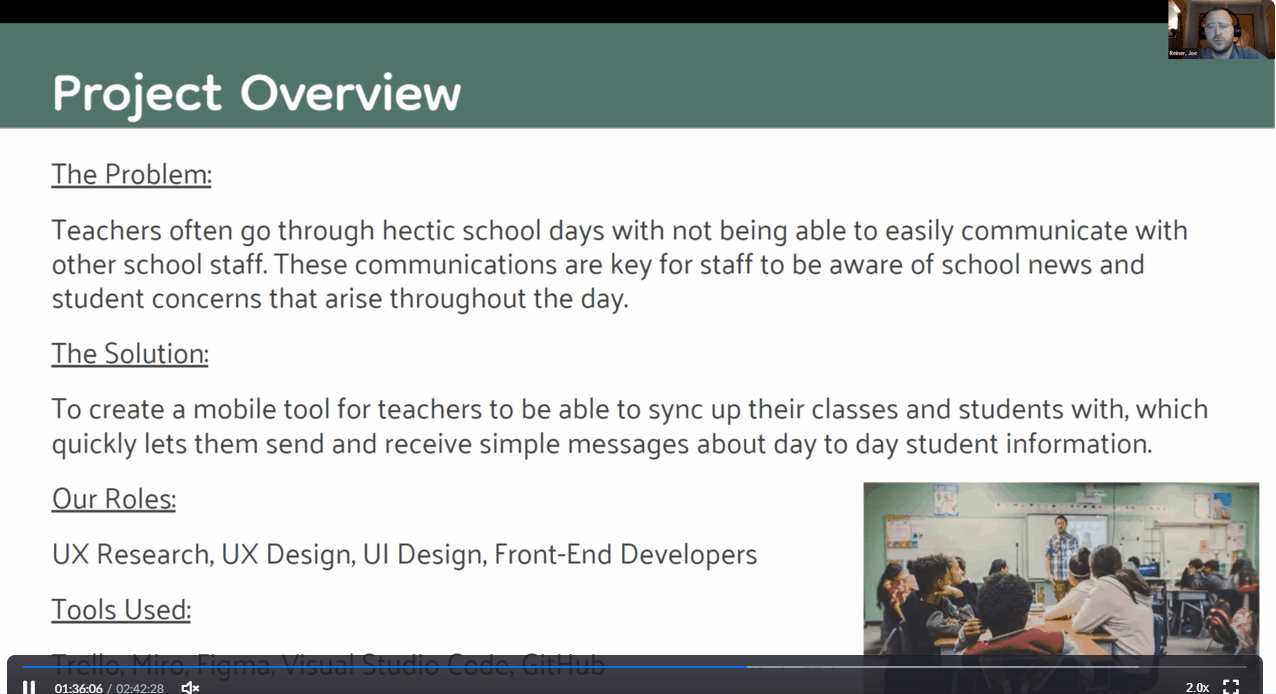 Reiner, Joe
Project Overview
The Problem:
Teachers often go through hectic school days with not being able to easily communicate with
other school staff. These communications are key for staff to be aware of school news and
student concerns that arise throughout the day.
The Solution:
To create a mobile tool for teachers to be able to sync up their classes and students with, which
quickly lets them send and receive simple messages about day to day student information.
Our Roles:
UX Research, UX Design, UI Design, Front-End Developers
Tools Used:
Trello, Miro, Figma, Visual Studio Code, GitHub
01:36:06 / 02:42:28
2.0x